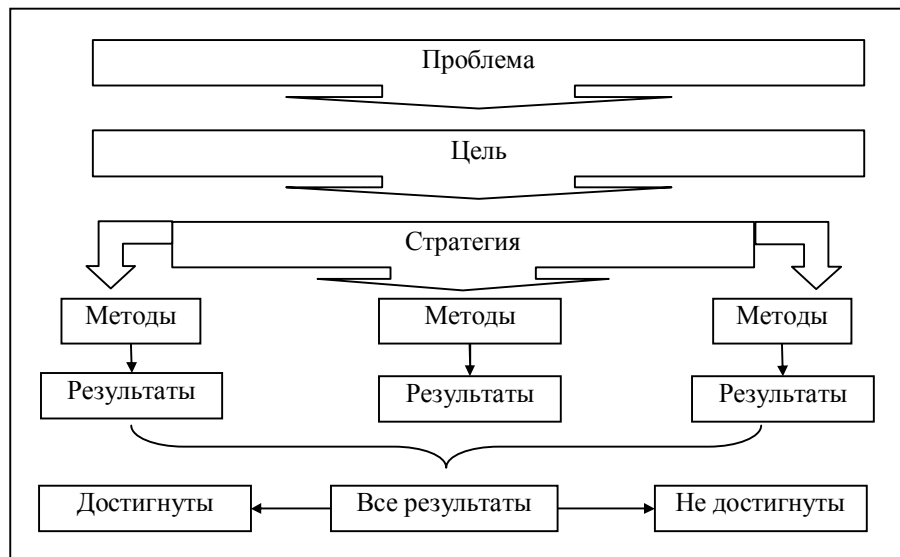 Проблема
Цель
Стратегия
Методы
Методы
Методы
Результаты
Результаты
Результаты
Достигнуты
Все результаты
Не достигнуты